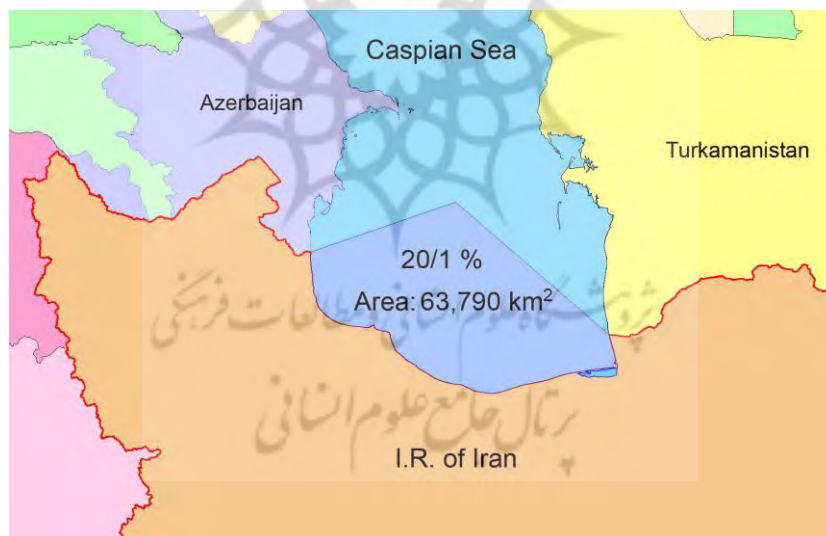 Caspian Sea
Azerbaijan
Turkamanistan
20/1 %
Area: 63,790 km²
پژوهشگاه علوم انسانی و مطالعات فرهنگی
پرتال جامع علوم انسانی
I.R. of Iran